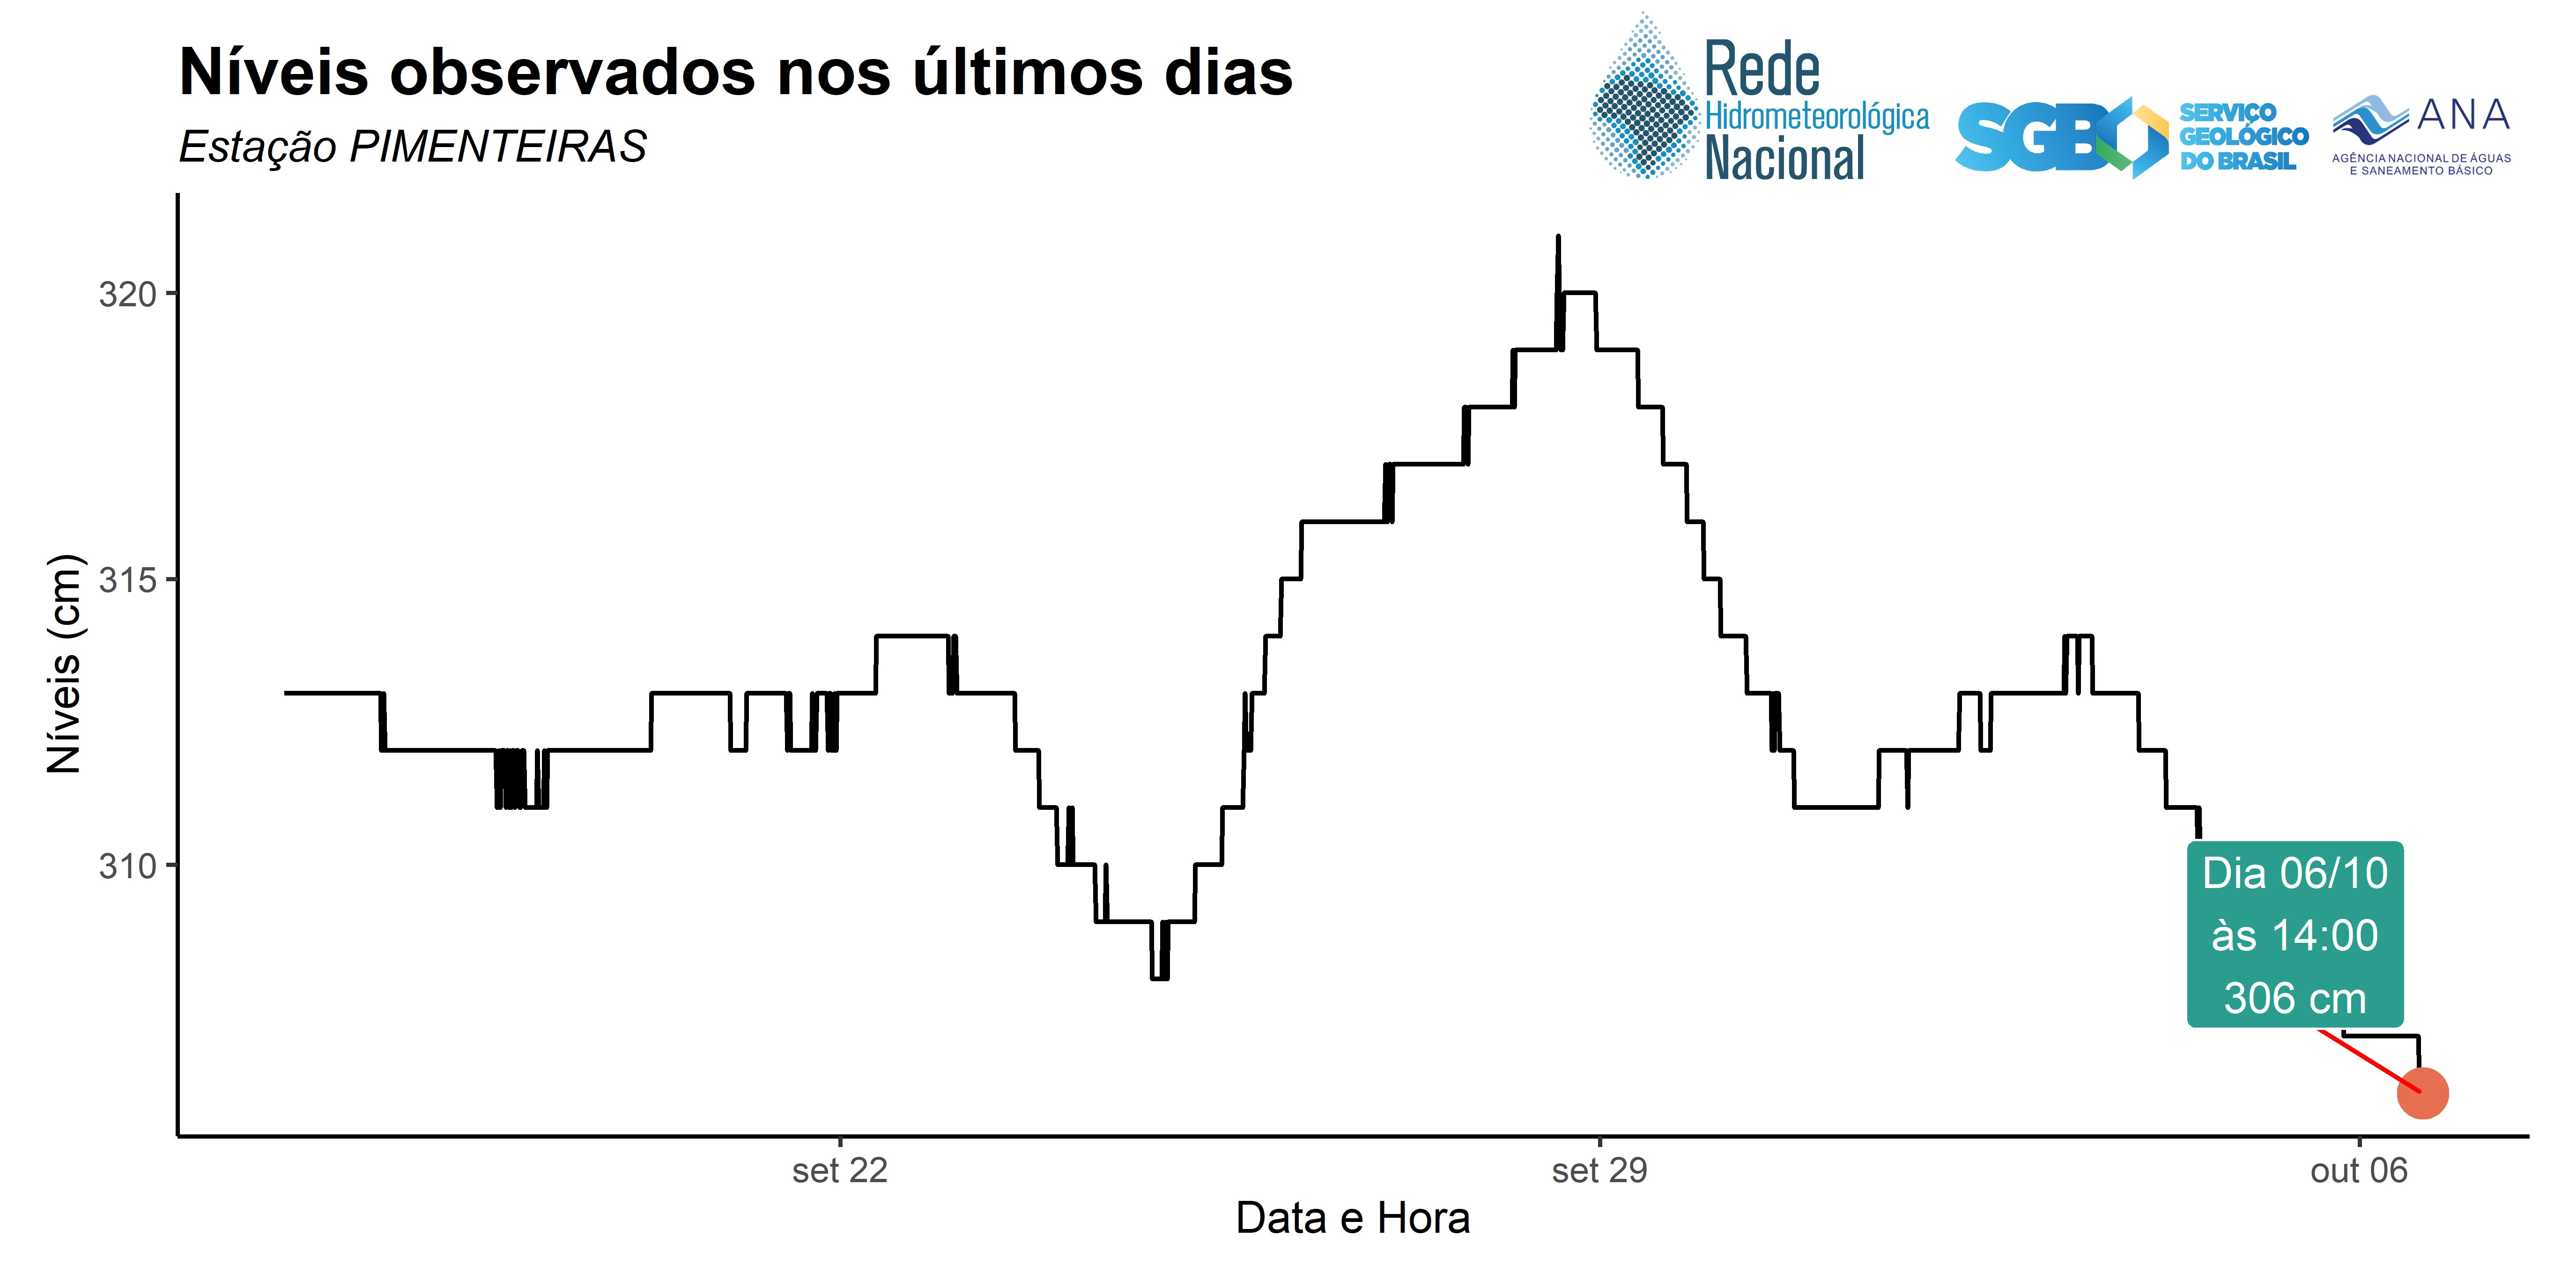 Níveis observados nos últimos dias
Estação PIMENTEIRAS
Rede
Hidrometeorológica
Nacional
SGB
SERVIÇO
GEOLÓGICO
DO BRASIL
ANA
AGÊNCIA NACIONAL DE ÁGUAS
E SANEAMENTO BÁSICO
Níveis (cm)
320
315
310
Dia 06/10
às 14:00
306 cm
set 22
set 29
out 06
Data e Hora